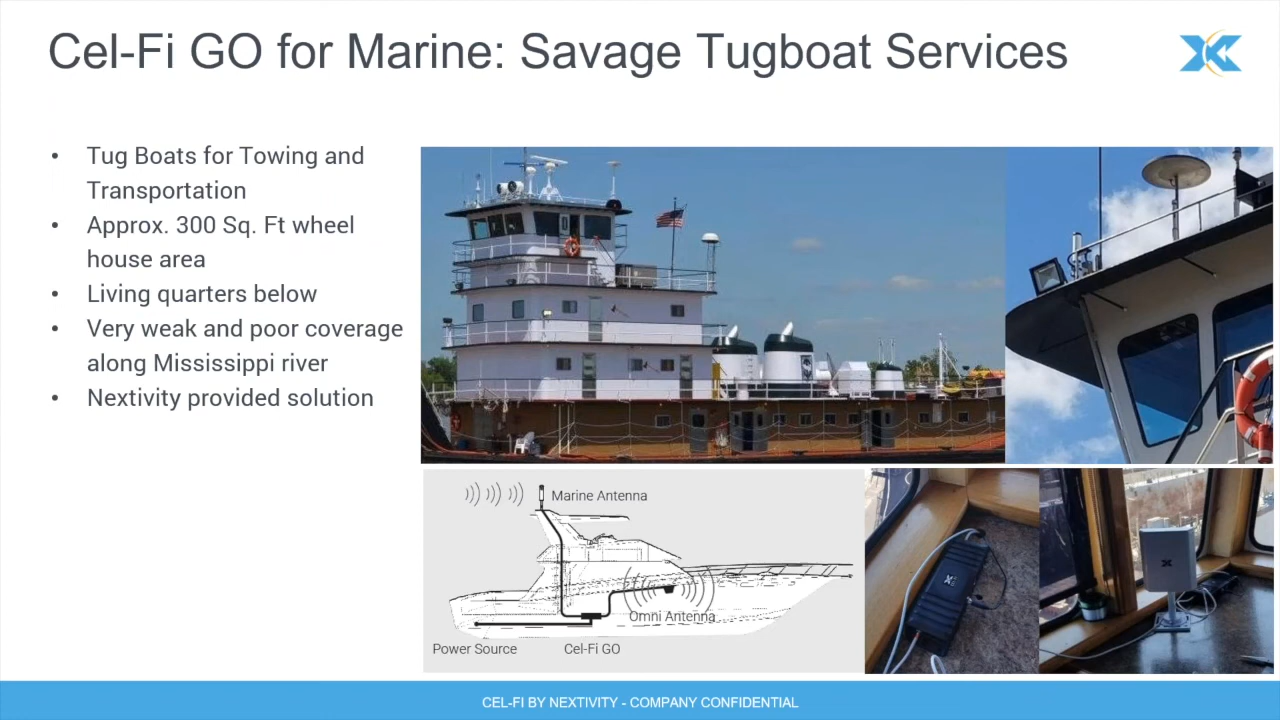 Cel-Fi GO for Marine: Savage Tugboat Services
• Tug Boats for Towing and
Transportation
• Approx. 300 Sq. Ft wheel
house area
• Living quarters below
• Very weak and poor coverage
along Mississippi river
• Nextivity provided solution
Marine Antenna
Omni Antenna
Power Source
Cel-Fi GO
CEL-FI BY NEXTIVITY - COMPANY CONFIDENTIAL